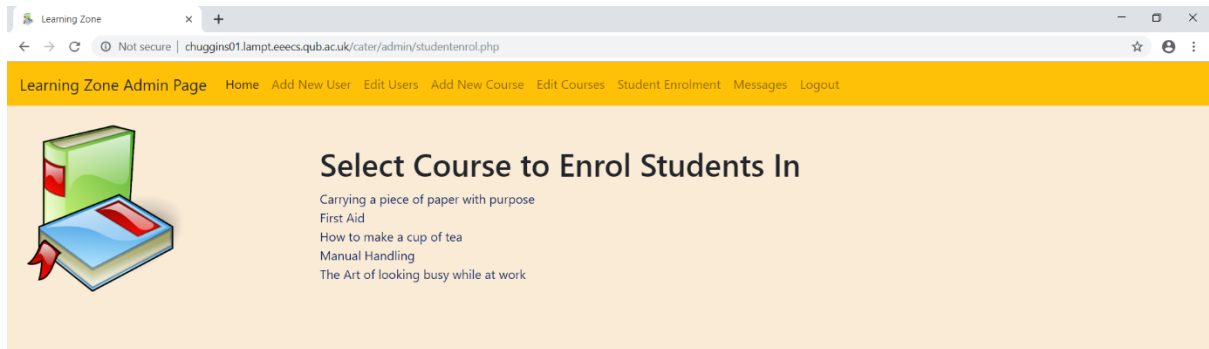 Learning Zone
Not secure | chuggins01.lampt.eeecs.qub.ac.uk/cater/admin/studentenrol.php
Learning Zone Admin Page Home Add New User Edit Users Add New Course Edit Courses Student Enrolment Messages Logout
Select Course to Enrol Students In
Carrying a piece of paper with purpose
First Aid
How to make a cup of tea
Manual Handling
The Art of looking busy while at work